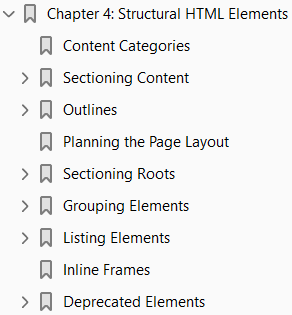 Chapter 4: Structural HTML Elements
Content Categories
Sectioning Content
Outlines
Planning the Page Layout
Sectioning Roots
Grouping Elements
Listing Elements
Inline Frames
Deprecated Elements